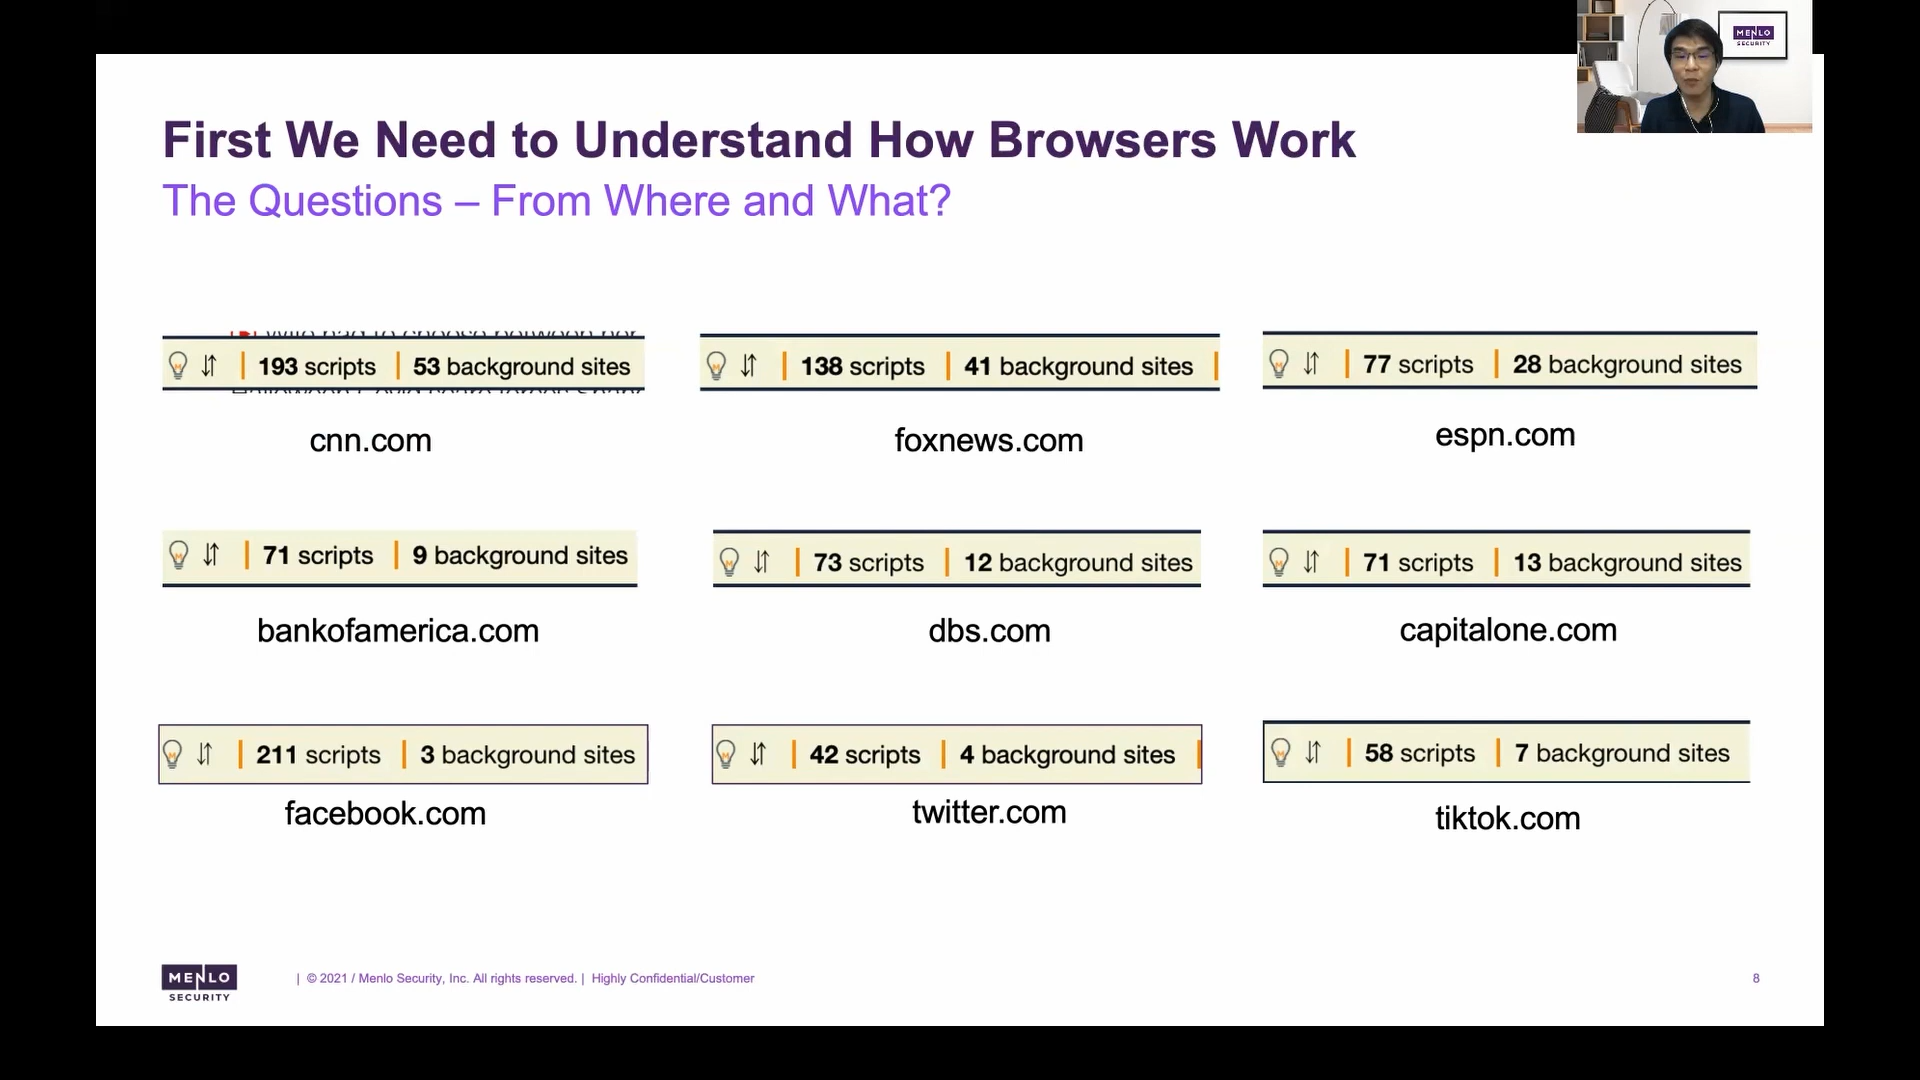 MENLO
SECURITY
First We Need to Understand How Browsers Work
The Questions – From Where and What?
193 scripts | 53 background sites
138 scripts | 41 background sites
77 scripts | 28 background sites
cnn.com
foxnews.com
espn.com
71 scripts | 9 background sites
73 scripts | 12 background sites
71 scripts | 13 background sites
bankofamerica.com
dbs.com
capitalone.com
211 scripts | 3 background sites
42 scripts | 4 background sites
58 scripts | 7 background sites
facebook.com
twitter.com
tiktok.com
MENLO
SECURITY
| © 2021 / Menlo Security, Inc. All rights reserved. | Highly Confidential/Customer
8